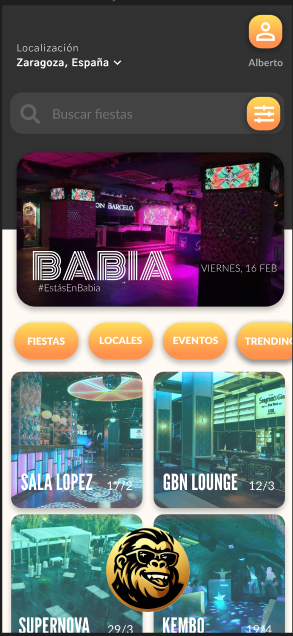 Localización
Zaragoza, España
Alberto
Buscar fiestas
ON BARCELÓ
BABIA
VIERNES, 16 FEB
#EstásEnBabia
FIESTAS
LOCALES
EVENTOS
TRENDING
SALA LOPEZ 17/2
GBN LOUNGE 12/3
SUPERNOVA 29/3
KEMBO 19/4